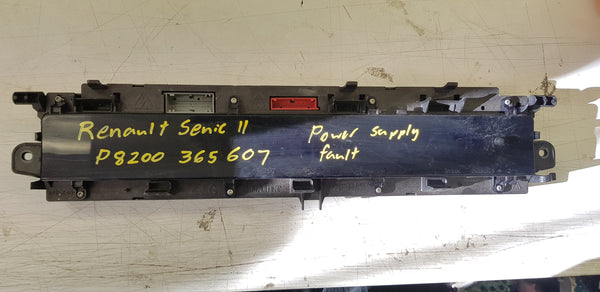 Renault Senic II
P8200 365 607
Power supply
fault